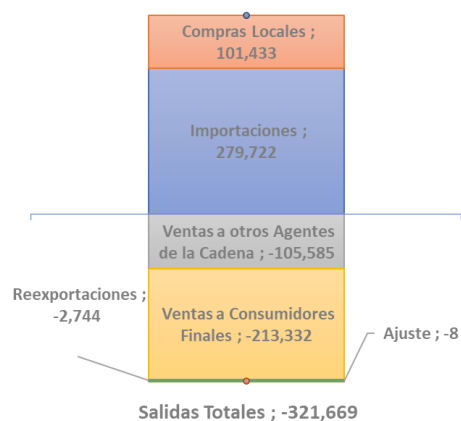 Compras Locales ;
101,433
Importaciones ;
279,722
Ventas a otros Agentes
de la Cadena ; -105,585
Reexportaciones ;
-2,744
Ventas a Consumidores
Finales ; -213,332
Ajuste ; -8
Salidas Totales ; -321,669